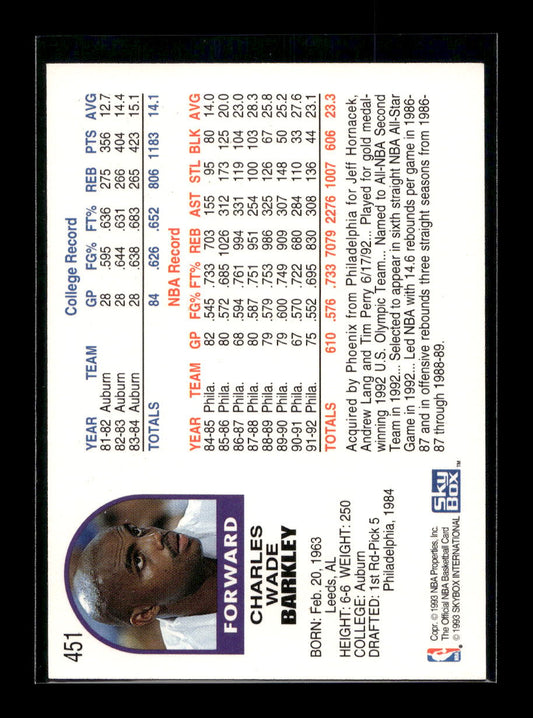 451
FORWARD
CHARLES
WADE
BARKLEY
BORN: Feb. 20, 1963
Leeds, AL
HEIGHT: 6-6 WEIGHT: 250
COLLEGE: Auburn
DRAFTED: 1st Rd-Pick 5
Philadelphia, 1984
Copr. © 1993 NBA Properties, Inc.
The Official NBA Basketball Card
© 1993 SKYBOX INTERNATIONAL
SkyBox™
College Record
YEAR TEAM GP FG% FT% REB PTS AVG
81-82 Auburn 28 .595 .636 275 356 12.7
82-83 Auburn 28 .644 .631 266 404 14.4
83-84 Auburn 28 .638 .683 265 423 15.1
TOTALS 84 .626 .652 806 1183 14.1
NBA Record
YEAR TEAM GP FG% FT% REB AST STL BLK AVG
84-85 Phila. 82 .545 .733 703 155 95 80 14.0
85-86 Phila. 80 .572 .685 1026 312 173 125 20.0
86-87 Phila. 68 .594 .761 994 331 119 104 23.0
87-88 Phila. 80 .587 .751 951 254 100 103 28.3
88-89 Phila. 79 .579 .753 986 325 126 67 25.8
89-90 Phila. 79 .600 .749 909 307 148 50 25.2
90-91 Phila. 67 .570 .722 680 284 110 33 27.6
91-92 Phila. 75 .552 .695 830 308 136 44 23.1
TOTALS 610 .576 .733 7079 2276 1007 606 23.3
Acquired by Phoenix from Philadelphia for Jeff Hornacek,
Andrew Lang and Tim Perry 6/17/92... Played for gold medal-
winning 1992 U.S. Olympic Team... Named to All-NBA Second
Team in 1992... Selected to appear in sixth straight NBA All-Star
Game in 1992... Led NBA with 14.6 rebounds per game in 1986-
87 and in offensive rebounds three straight seasons from 1986-
87 through 1988-89.